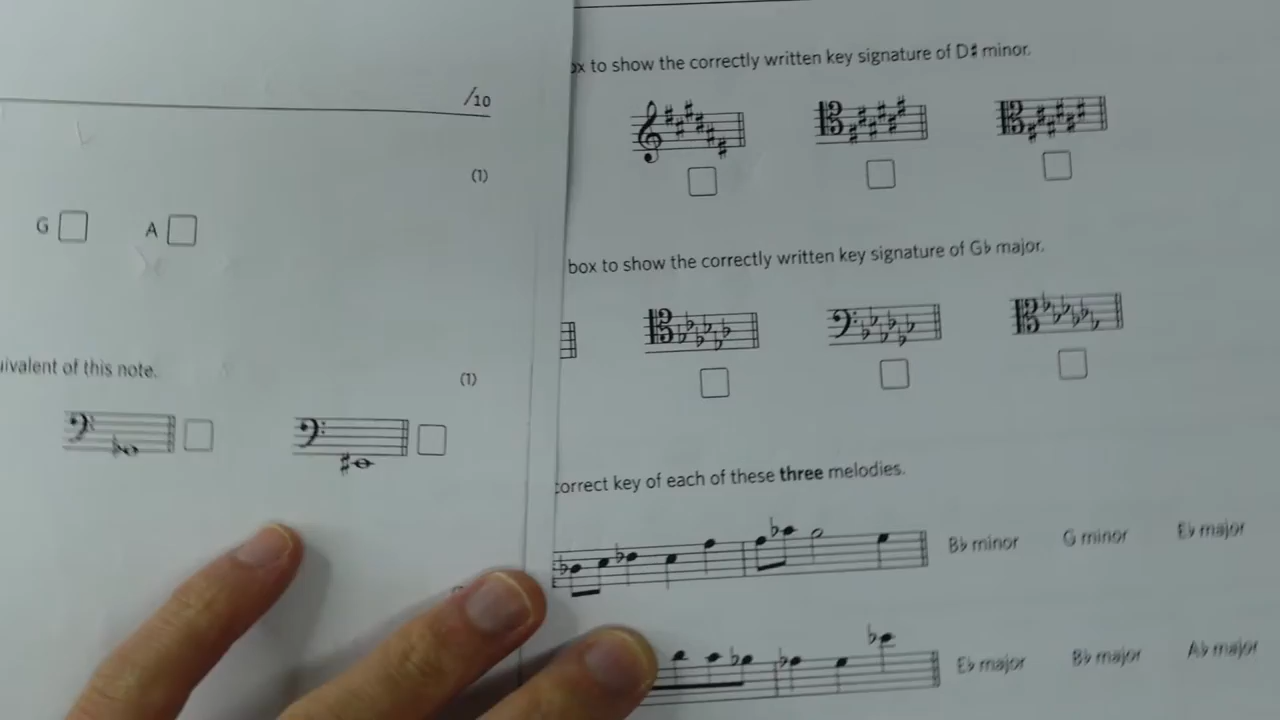 /10
(1)
G
A
uivalent of this note.
(1)
ox to show the correctly written key signature of D♯ minor.
box to show the correctly written key signature of G♭ major.
correct key of each of these three melodies.
B♭ minor G minor E♭ major
E♭ major B♭ major A♭ major